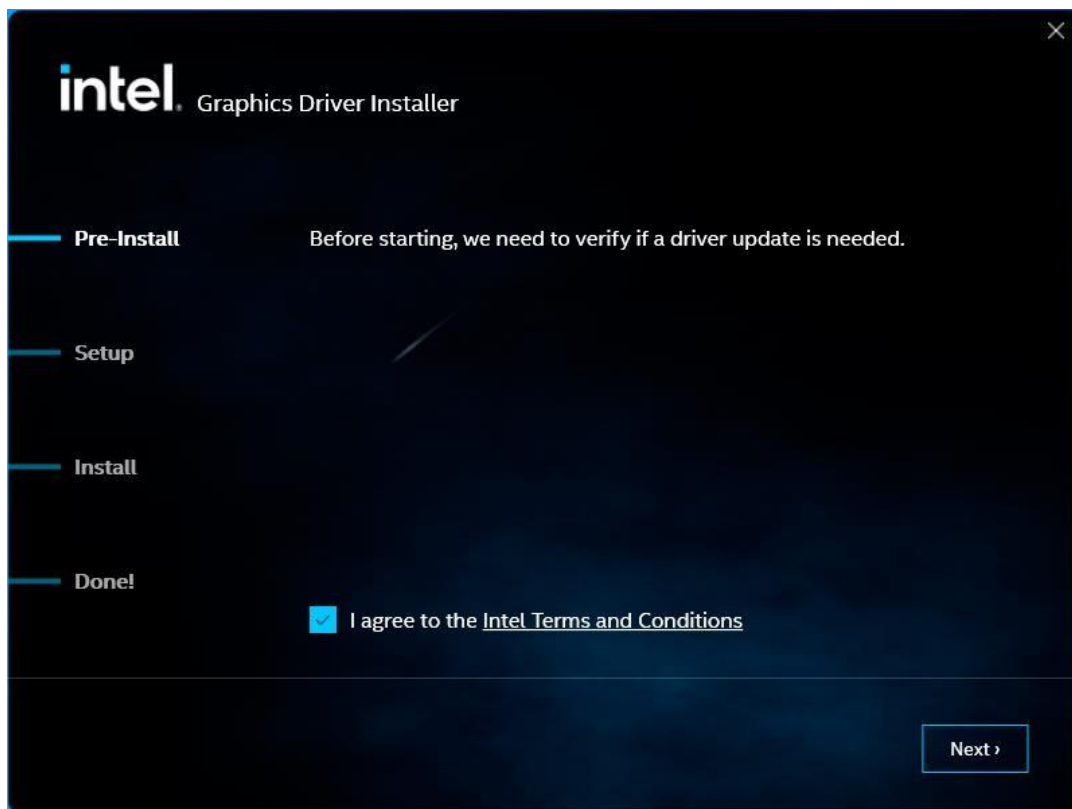 intel. Graphics Driver Installer
Pre-Install
Before starting, we need to verify if a driver update is needed.
Setup
Install
Done!
I agree to the Intel Terms and Conditions
Next ›